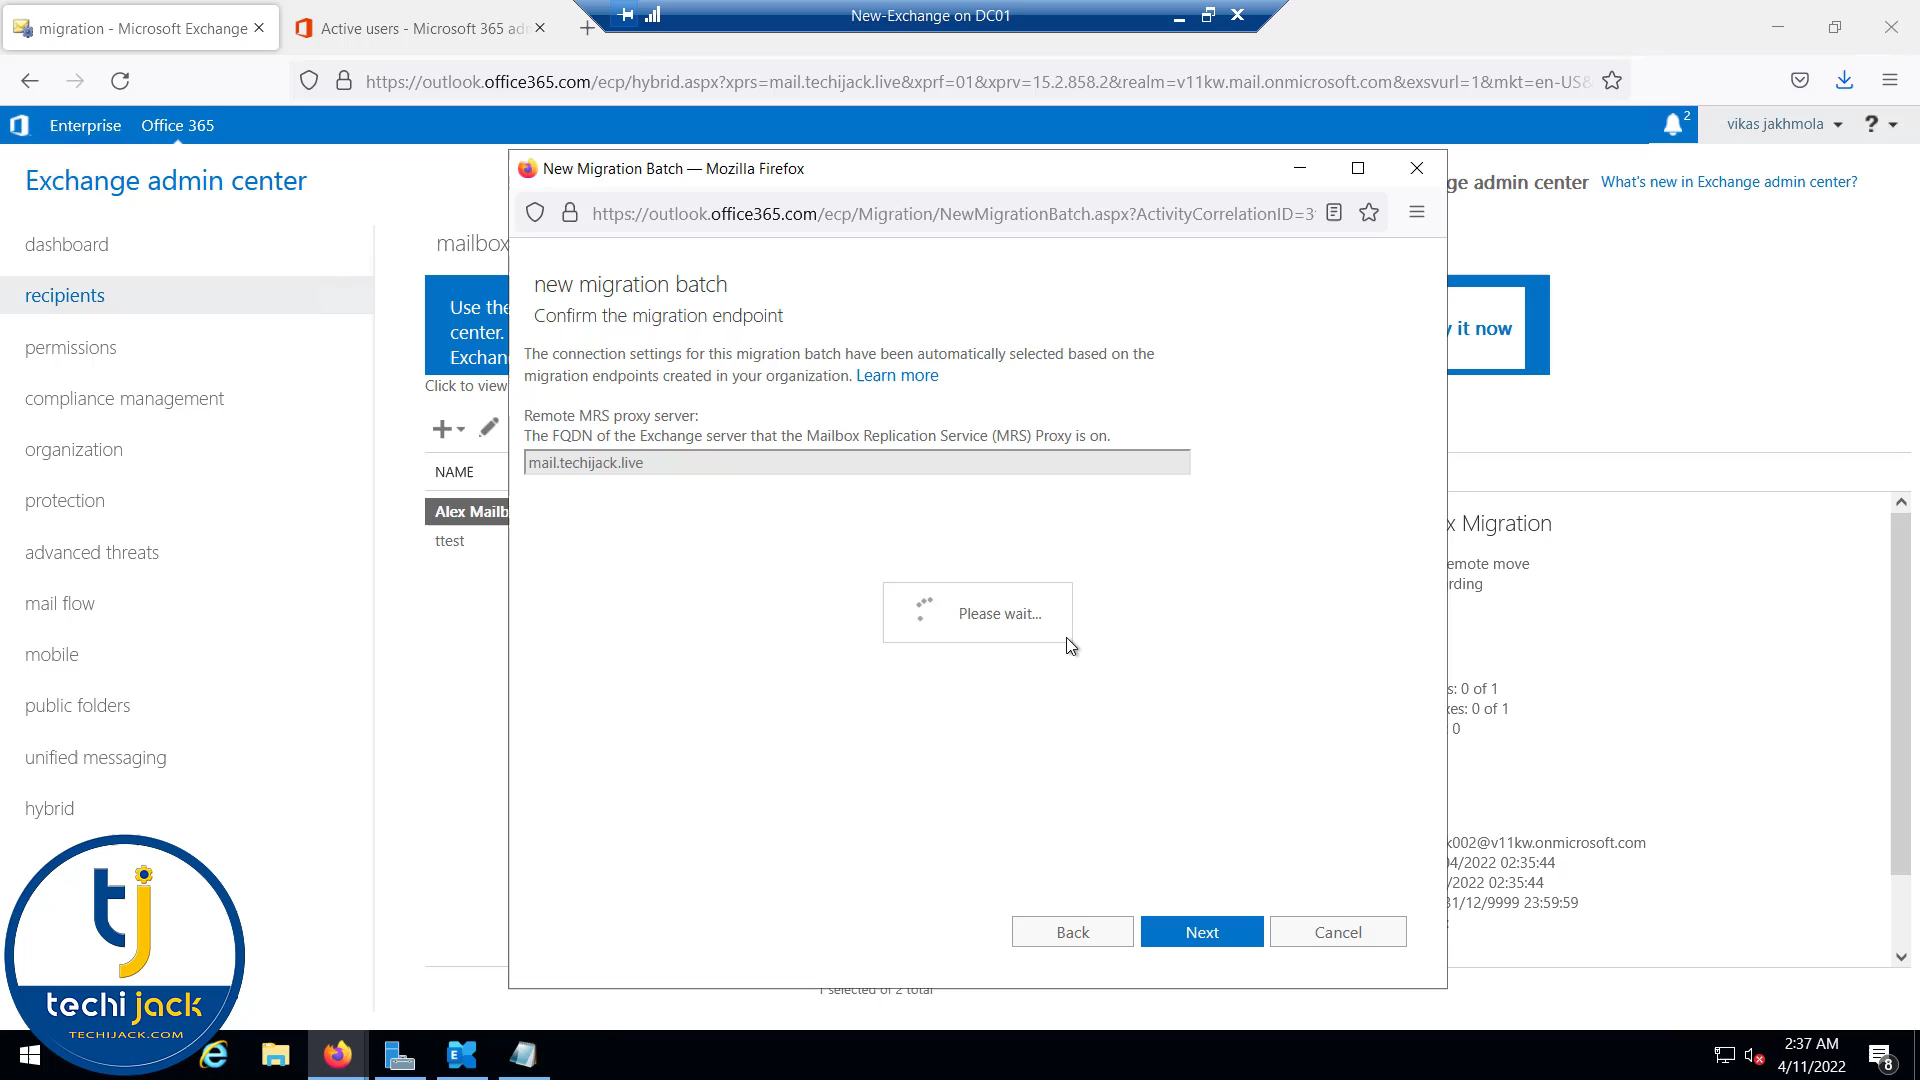 New-Exchange on DC01
migration - Microsoft Exchange
Active users - Microsoft 365 adm
https://outlook.office365.com/ecp/hybrid.aspx?xprs=mail.techijack.live&xprf=01&xprv=15.2.858.2&realm=v11kw.mail.onmicrosoft.com&exsvurl=1&mkt=en-US&
Enterprise Office 365
2
vikas jakhmola
?
Exchange admin center
ge admin center What's new in Exchange admin center?
dashboard
recipients
permissions
compliance management
organization
protection
advanced threats
mail flow
mobile
public folders
unified messaging
hybrid
mailbox
Use the
center.
Exchan
y it now
Click to view
NAME
Alex Mailb
ttest
New Migration Batch — Mozilla Firefox
https://outlook.office365.com/ecp/Migration/NewMigrationBatch.aspx?ActivityCorrelationID=3
new migration batch
Confirm the migration endpoint
The connection settings for this migration batch have been automatically selected based on the
migration endpoints created in your organization. Learn more
Remote MRS proxy server:
The FQDN of the Exchange server that the Mailbox Replication Service (MRS) Proxy is on.
mail.techijack.live
Please wait...
Back
Next
Cancel
x Migration
emote move
rding
s: 0 of 1
xes: 0 of 1
0
k002@v11kw.onmicrosoft.com
04/2022 02:35:44
/2022 02:35:44
31/12/9999 23:59:59
1 selected of 2 total
tj
techijack
TECHIJACK.COM
2:37 AM
4/11/2022
8